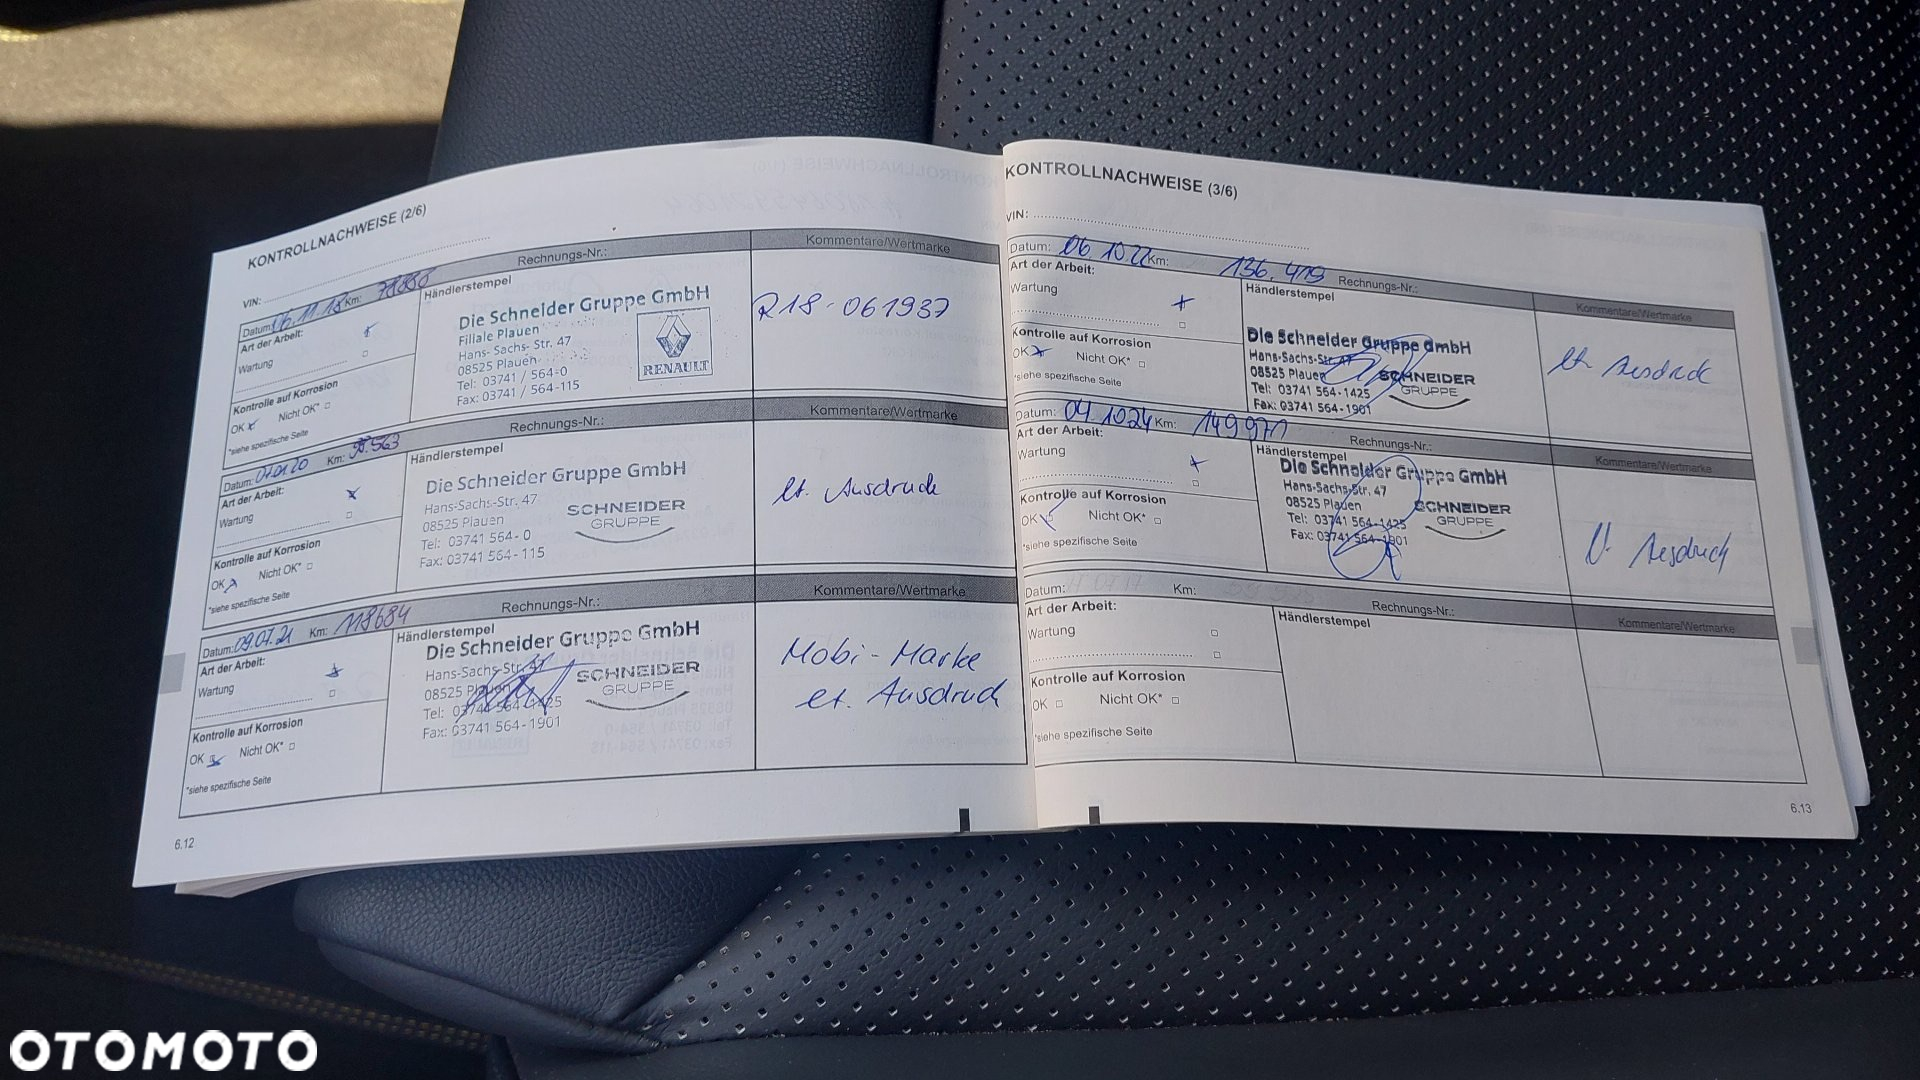 KONTROLLNACHWEISE (2/6)
VIN:
Datum: 06.11.18 Km: Rechnungs-Nr.: Kommentare/Wertmarke
Art der Arbeit: Händlerstempel
Wartung
Die Schneider Gruppe GmbH
Filiale Plauen
Hans- Sachs- Str. 47
08525 Plauen
Tel: 03741 / 564-0
Fax: 03741 / 564-115
RENAULT
R18-061937
Kontrolle auf Korrosion
OK Nicht OK*
*siehe spezifische Seite
Datum: 07.01.20 Km: Rechnungs-Nr.: Kommentare/Wertmarke
Art der Arbeit: Händlerstempel
Wartung
Die Schneider Gruppe GmbH
Hans-Sachs-Str. 47
08525 Plauen
Tel: 03741 564-0
Fax: 03741 564-115
SCHNEIDER
GRUPPE
lt. Ausdruck
Kontrolle auf Korrosion
OK Nicht OK*
*siehe spezifische Seite
Datum: 09.07.21 Km: 118684 Rechnungs-Nr.: Kommentare/Wertmarke
Art der Arbeit: Händlerstempel
Wartung
Die Schneider Gruppe GmbH
Hans-Sachs-Str. 47
08525 Plauen
Tel: 03741 564-1425
Fax: 03741 564-1901
SCHNEIDER
GRUPPE
Mobi-Marke
lt. Ausdruck
Kontrolle auf Korrosion
OK Nicht OK*
*siehe spezifische Seite
6.12
KONTROLLNACHWEISE (3/6)
VIN:
Datum: 06 10 22 Km: 136.419 Rechnungs-Nr.: Kommentare/Wertmarke
Art der Arbeit: Händlerstempel
Wartung
Die Schneider Gruppe GmbH
Hans-Sachs-Str. 47
08525 Plauen
Tel: 03741 564-1425
Fax: 03741 564-1901
SCHNEIDER
GRUPPE
lt. Ausdruck
Kontrolle auf Korrosion
OK Nicht OK*
*siehe spezifische Seite
Datum: 04 10 24 Km: 149971 Rechnungs-Nr.: Kommentare/Wertmarke
Art der Arbeit: Händlerstempel
Wartung
Die Schneider Gruppe GmbH
Hans-Sachs-Str. 47
08525 Plauen
Tel: 03741 564-1425
Fax: 03741 564-1901
SCHNEIDER
GRUPPE
Ausdruck
Kontrolle auf Korrosion
OK Nicht OK*
*siehe spezifische Seite
Datum: Km: Rechnungs-Nr.: Kommentare/Wertmarke
Art der Arbeit: Händlerstempel
Wartung
Kontrolle auf Korrosion
OK Nicht OK*
*siehe spezifische Seite
6.13
OTOMOTO